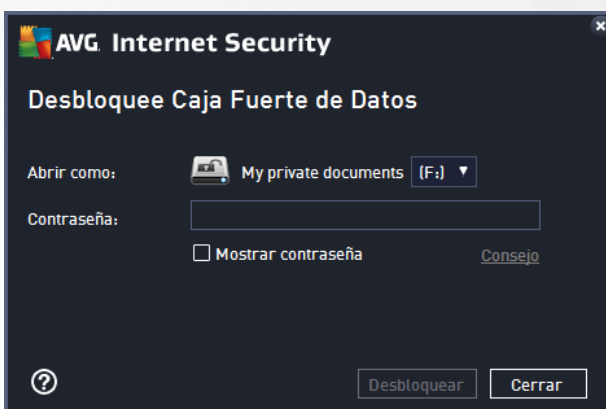 AVG. Internet Security
Desbloquee Caja Fuerte de Datos
Abrir como: My private documents (F:)
Contraseña:
Mostrar contraseña Consejo
? Desbloquear Cerrar